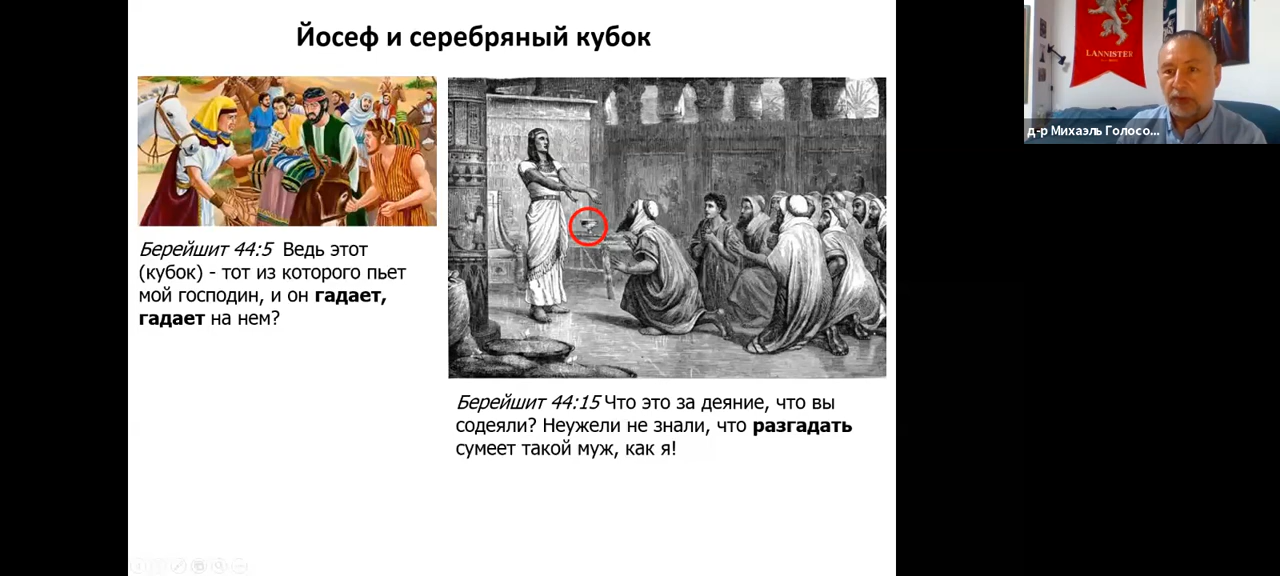 Йосеф и серебряный кубок
Берейшит 44:5 Ведь этот
(кубок) - тот из которого пьет
мой господин, и он гадает,
гадает на нем?
Берейшит 44:15 Что это за деяние, что вы
содеяли? Неужели не знали, что разгадать
сумеет такой муж, как я!
LANNISTER
д-р Михаэль Голосо...